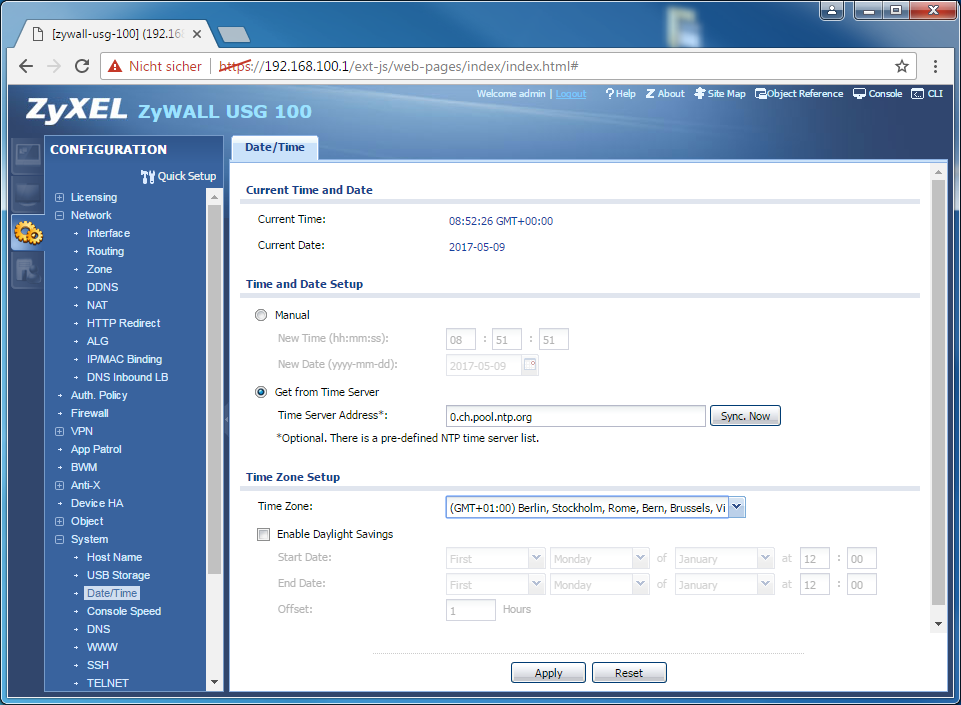 [zywall-usg-100] (192.168
Nicht sicher | https://192.168.100.1/ext-js/web-pages/index/index.html#
ZyXEL ZyWALL USG 100
Welcome admin | Logout ?Help Z About Site Map Object Reference Console CLI
CONFIGURATION
Quick Setup
Licensing
Network
Interface
Routing
Zone
DDNS
NAT
HTTP Redirect
ALG
IP/MAC Binding
DNS Inbound LB
Auth. Policy
Firewall
VPN
App Patrol
BWM
Anti-X
Device HA
Object
System
Host Name
USB Storage
Date/Time
Console Speed
DNS
WWW
SSH
TELNET
Date/Time
Current Time and Date
Current Time: 08:52:26 GMT+00:00
Current Date: 2017-05-09
Time and Date Setup
Manual
New Time (hh:mm:ss): 08 : 51 : 51
New Date (yyyy-mm-dd): 2017-05-09
Get from Time Server
Time Server Address*: 0.ch.pool.ntp.org Sync. Now
*Optional. There is a pre-defined NTP time server list.
Time Zone Setup
Time Zone: (GMT+01:00) Berlin, Stockholm, Rome, Bern, Brussels, Vi
Enable Daylight Savings
Start Date: First Monday of January at 12 : 00
End Date: First Monday of January at 12 : 00
Offset: 1 Hours
Apply Reset